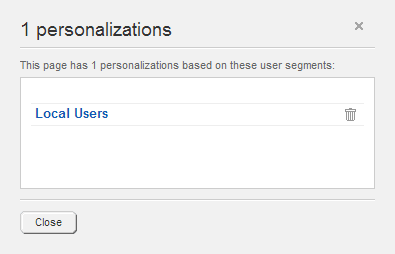 1 personalizations
This page has 1 personalizations based on these user segments:
Local Users
Close